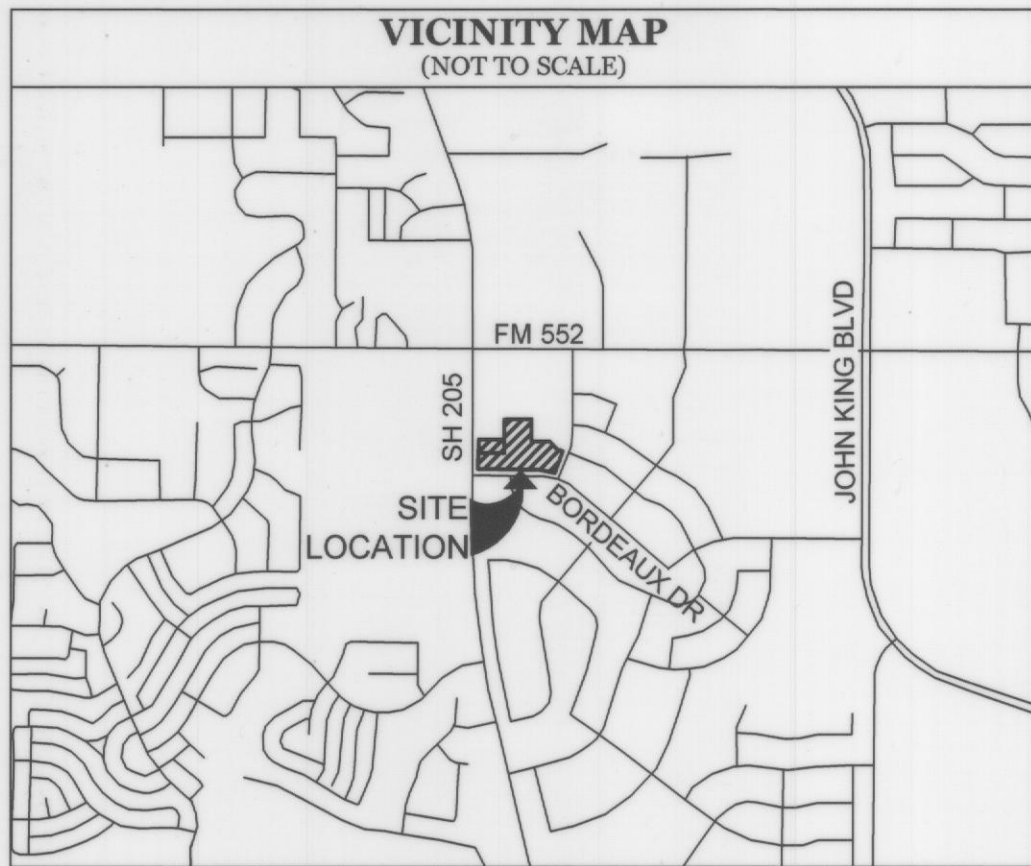 VICINITY MAP
(NOT TO SCALE)
FM 552
SH 205
JOHN KING BLVD
SITE
LOCATION
BORDEAUX DR